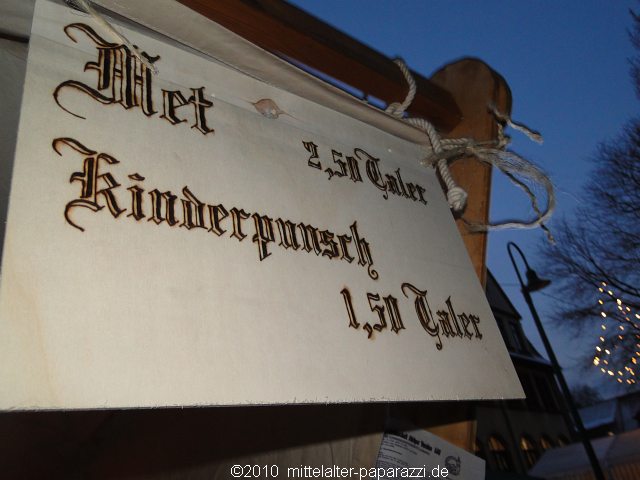 Met
2,50 Taler
Kinderpunsch
1,50 Taler
©2010 mittelalter-paparazzi.de